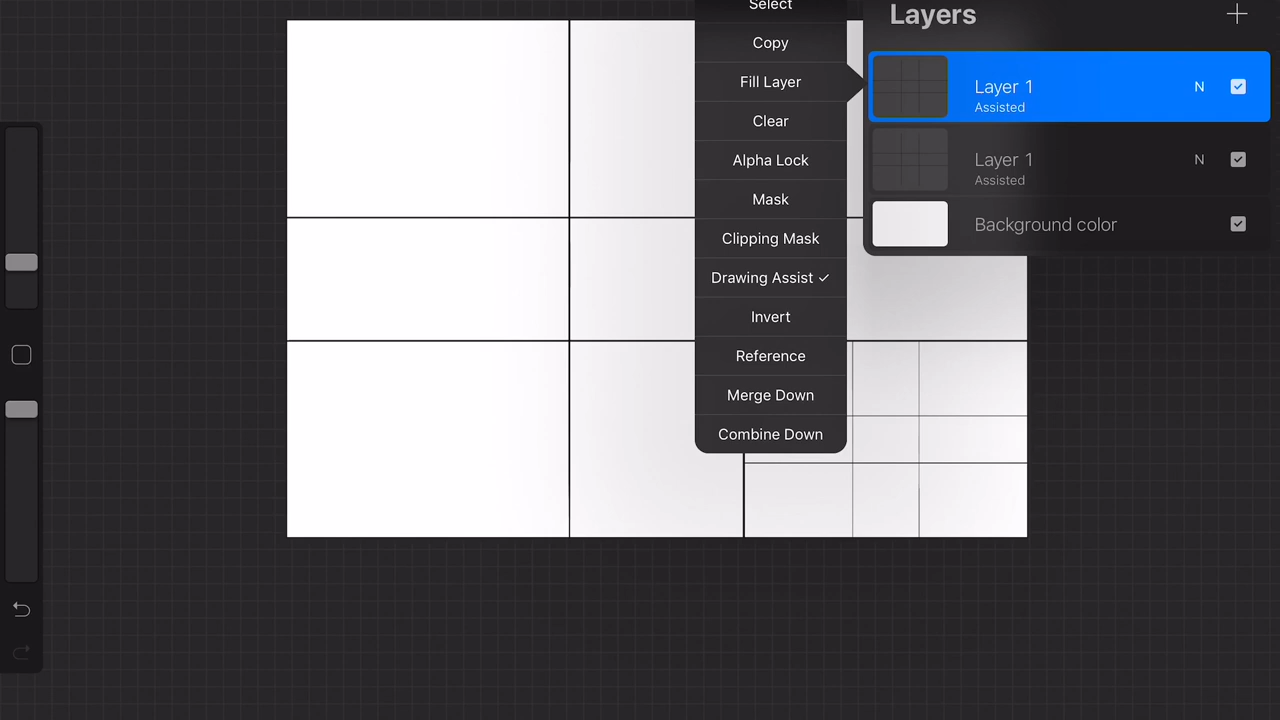 Select
Copy
Fill Layer
Clear
Alpha Lock
Mask
Clipping Mask
Drawing Assist ✓
Invert
Reference
Merge Down
Combine Down
Layers
Layer 1
N
Assisted
Layer 1
N
Assisted
Background color